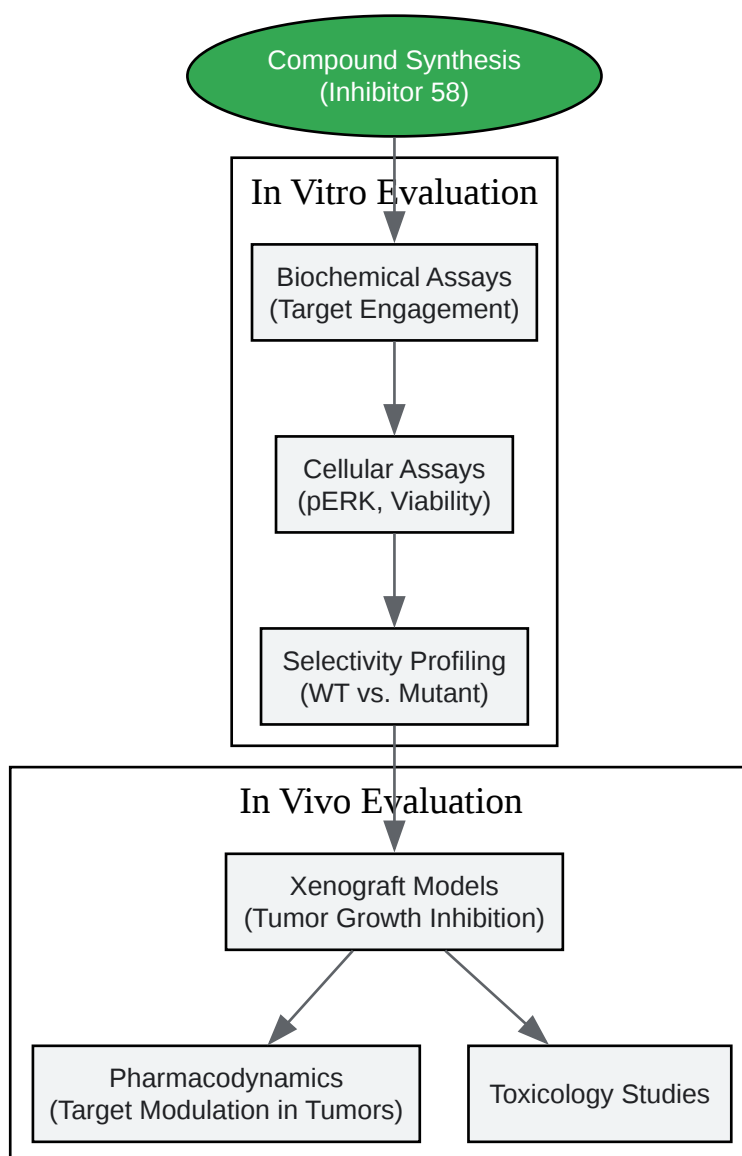 Compound Synthesis
(Inhibitor 58)
In Vitro Evaluation
Biochemical Assays
(Target Engagement)
Cellular Assays
(pERK, Viability)
Selectivity Profiling
(WT vs. Mutant)
In Vivo Evaluation
Xenograft Models
(Tumor Growth Inhibition)
Pharmacodynamics
(Target Modulation in Tumors)
Toxicology Studies